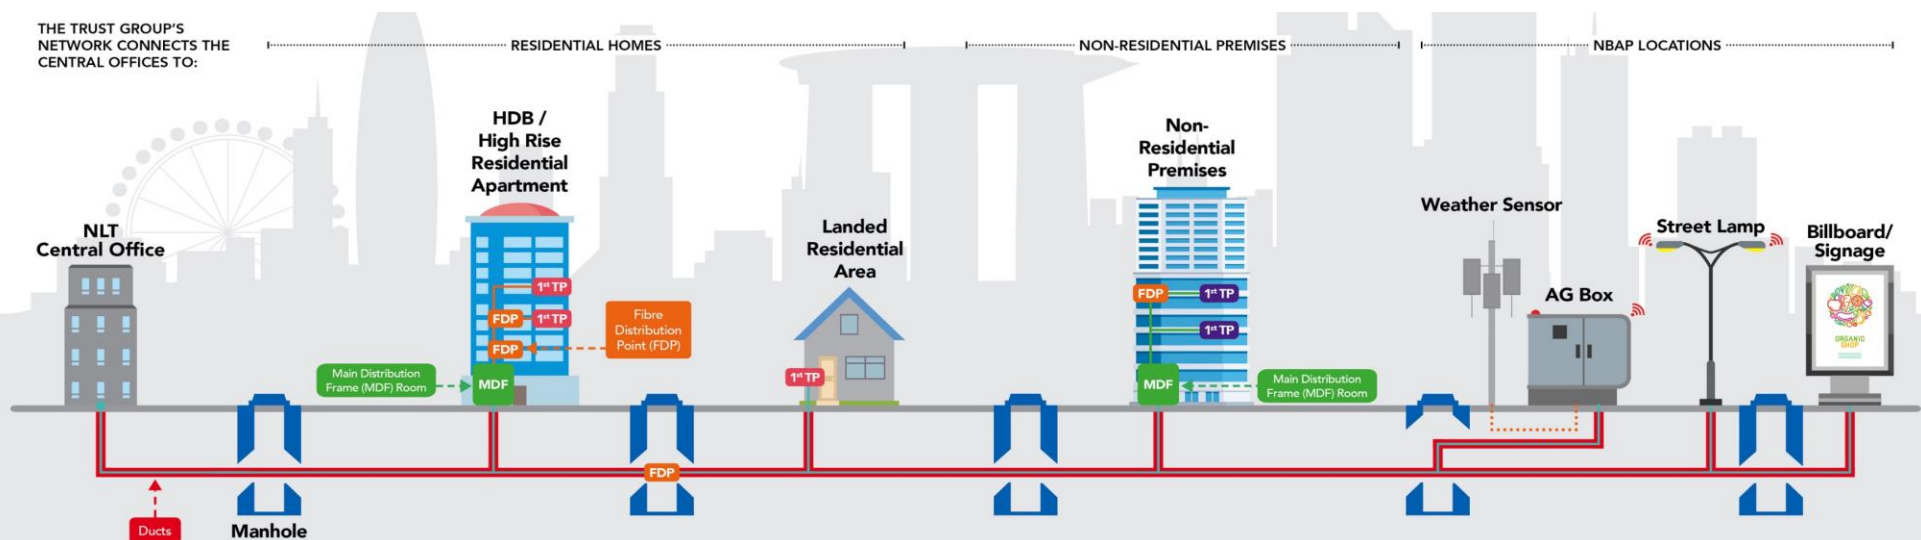 THE TRUST GROUP'S
NETWORK CONNECTS THE
CENTRAL OFFICES TO:
RESIDENTIAL HOMES
NON-RESIDENTIAL PREMISES
NBAP LOCATIONS
NLT
Central Office
HDB /
High Rise
Residential
Apartment
1st TP
FDP
1st TP
FDP
MDF
Fibre
Distribution
Point (FDP)
Main Distribution
Frame (MDF) Room
Landed
Residential
Area
1st TP
Non-
Residential
Premises
FDP
1st TP
1st TP
MDF
Main Distribution
Frame (MDF) Room
Weather Sensor
AG Box
Street Lamp
Billboard/
Signage
ORGANIC
SHOP
FDP
Ducts
Manhole